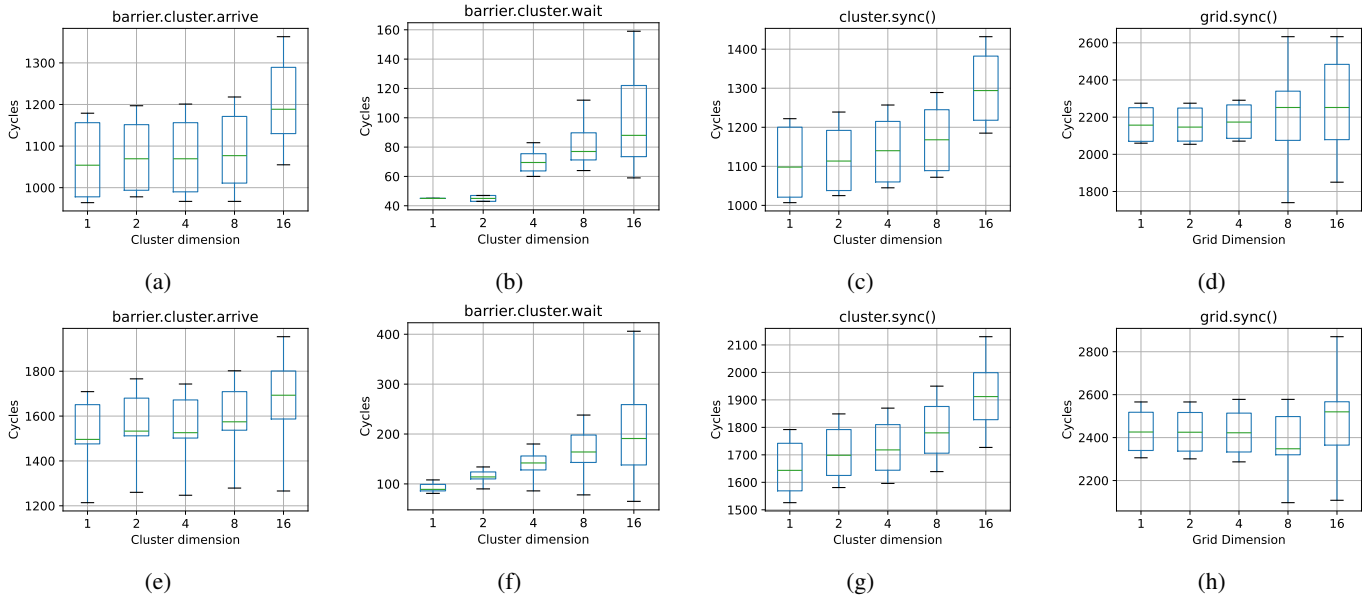 barrier.cluster.arrive
Cycles
1300
1200
1100
1000
1 2 4 8 16
Cluster dimension
(a)
barrier.cluster.wait
Cycles
160
140
120
100
80
60
40
1 2 4 8 16
Cluster dimension
(b)
cluster.sync()
Cycles
1400
1300
1200
1100
1000
1 2 4 8 16
Cluster dimension
(c)
grid.sync()
Cycles
2600
2400
2200
2000
1800
1 2 4 8 16
Grid Dimension
(d)
barrier.cluster.arrive
Cycles
1800
1600
1400
1200
1 2 4 8 16
Cluster dimension
(e)
barrier.cluster.wait
Cycles
400
300
200
100
1 2 4 8 16
Cluster dimension
(f)
cluster.sync()
Cycles
2100
2000
1900
1800
1700
1600
1500
1 2 4 8 16
Cluster dimension
(g)
grid.sync()
Cycles
2800
2600
2400
2200
1 2 4 8 16
Grid Dimension
(h)